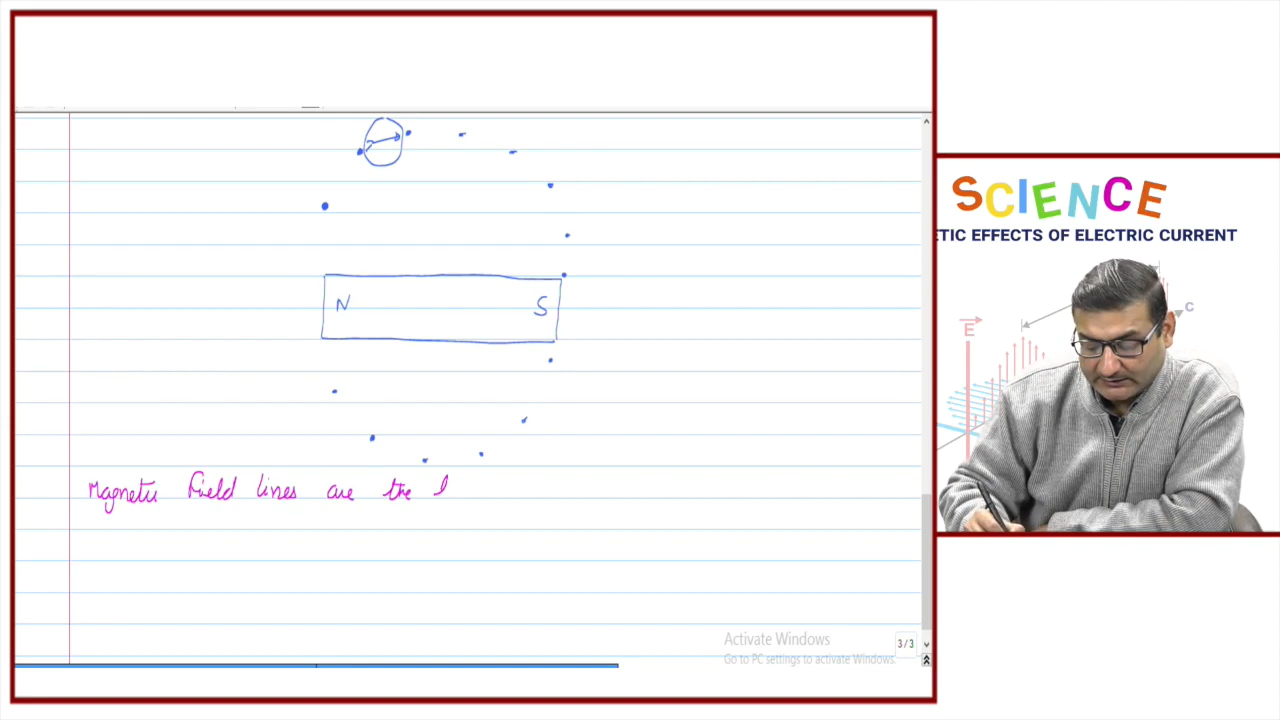 SCIENCE
ETIC EFFECTS OF ELECTRIC CURRENT
N
S
E
C
Magnetic Field lines are the l
Activate Windows
Go to PC settings to activate Windows.
3/3